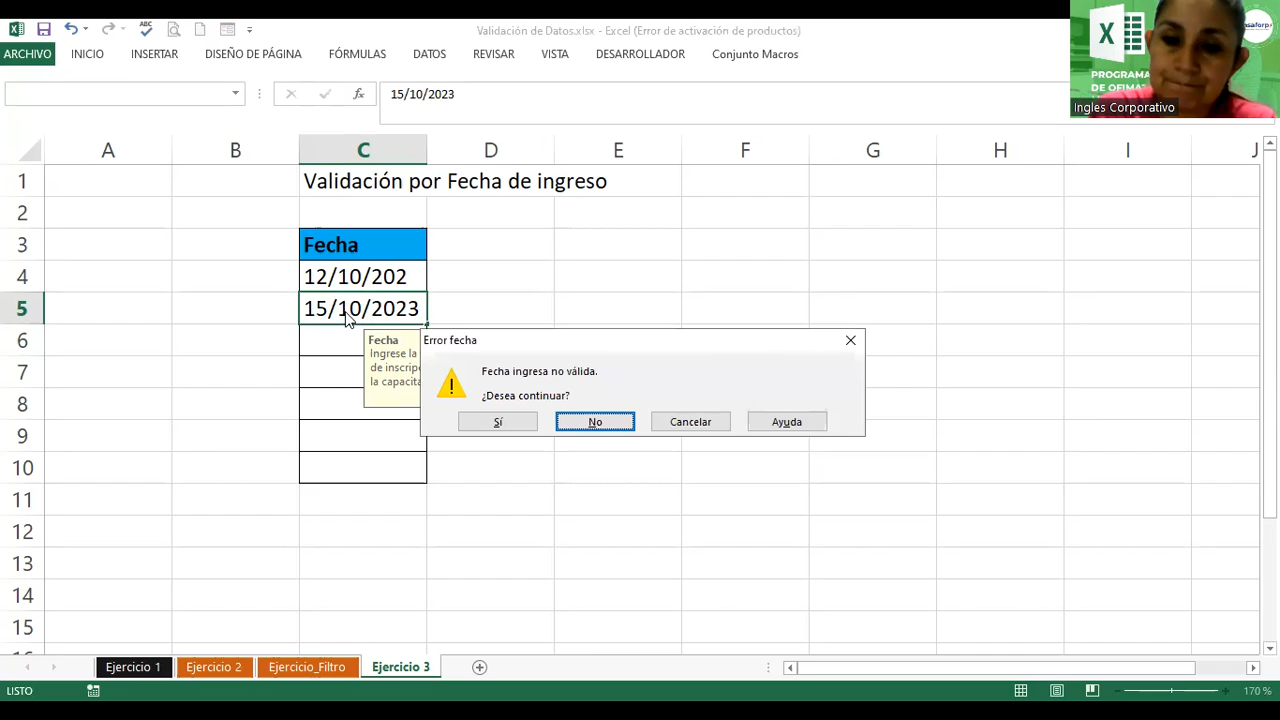 Validación de Datos.xlsx - Excel (Error de activación de productos)
ARCHIVO INICIO INSERTAR DISEÑO DE PÁGINA FÓRMULAS DATOS REVISAR VISTA DESARROLLADOR Conjunto Macros
PROGRAMA
DE OFIMÁT
Ingles Corporativo
fx 15/10/2023
A B C D E F G H I J
1 Validación por Fecha de ingreso
2
3 Fecha
4 12/10/202
5 15/10/2023
6
7
8
9
10
11
12
13
14
15
Fecha
Ingrese la
de inscrip
la capacita
Error fecha
Fecha ingresa no válida.
¿Desea continuar?
Sí No Cancelar Ayuda
Ejercicio 1 Ejercicio 2 Ejercicio_Filtro Ejercicio 3
LISTO 170 %